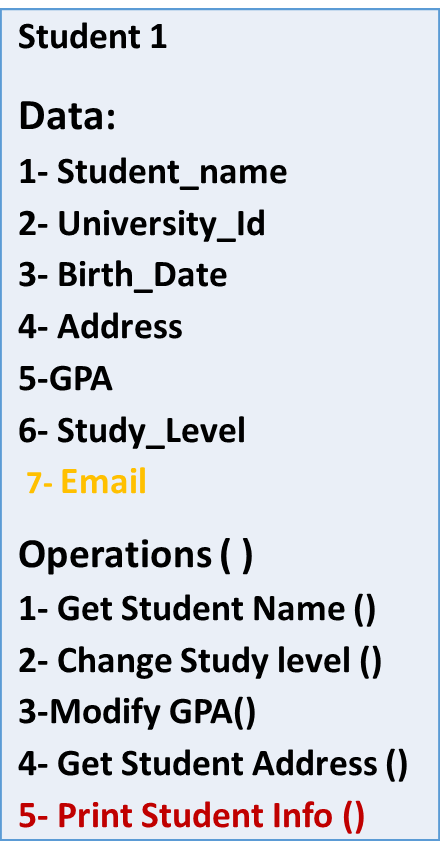 Student 1
Data:
1- Student_name
2- University_Id
3- Birth_Date
4- Address
5-GPA
6- Study_Level
7- Email
Operations ( )
1- Get Student Name ()
2- Change Study level ()
3-Modify GPA()
4- Get Student Address ()
5- Print Student Info ()